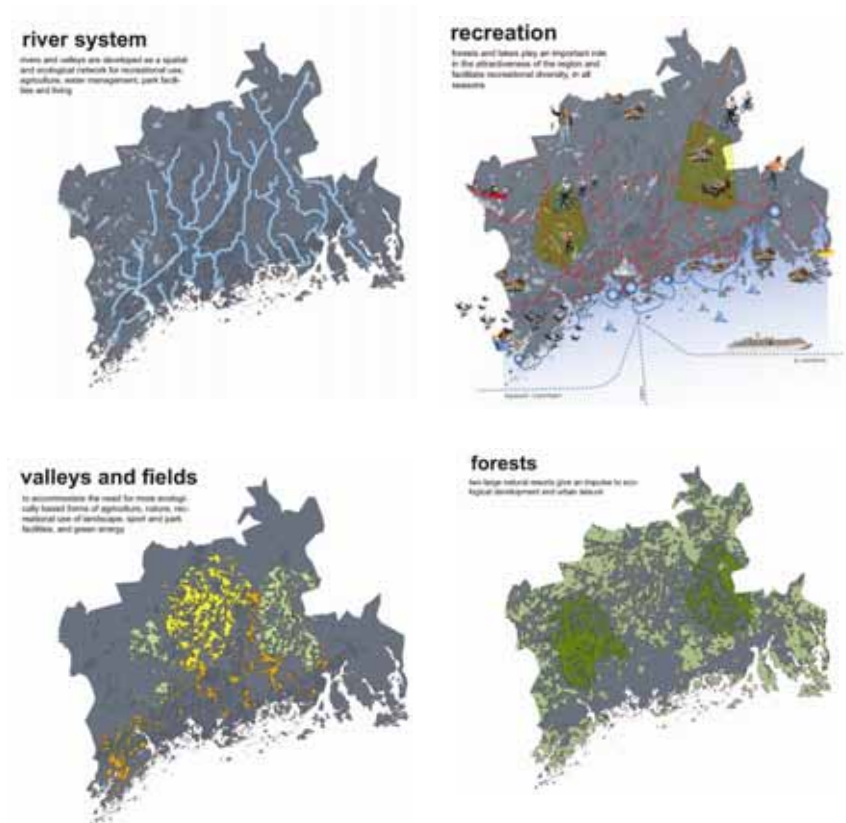 river system
rivers and valleys are developed as a spatial
and ecological network for recreational use,
agriculture, water management, park facili-
ties and living
recreation
forests and lakes play an important role
in the attractiveness of the region and
facilitate recreational diversity, in all
seasons
valleys and fields
to accommodate the need for more ecologi-
cally based forms of agriculture, nature, rec-
reational use of landscape, sport and park
facilities, and green energy
forests
two large natural resorts give an impulse to eco-
logical development and urban leisure